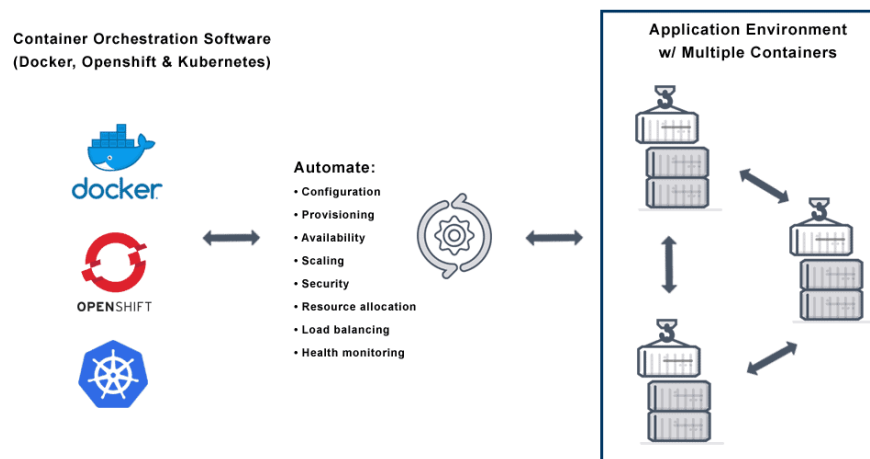 Container Orchestration Software
(Docker, Openshift & Kubernetes)
docker
OPENSHIFT
Automate:
• Configuration
• Provisioning
• Availability
• Scaling
• Security
• Resource allocation
• Load balancing
• Health monitoring
Application Environment
w/ Multiple Containers